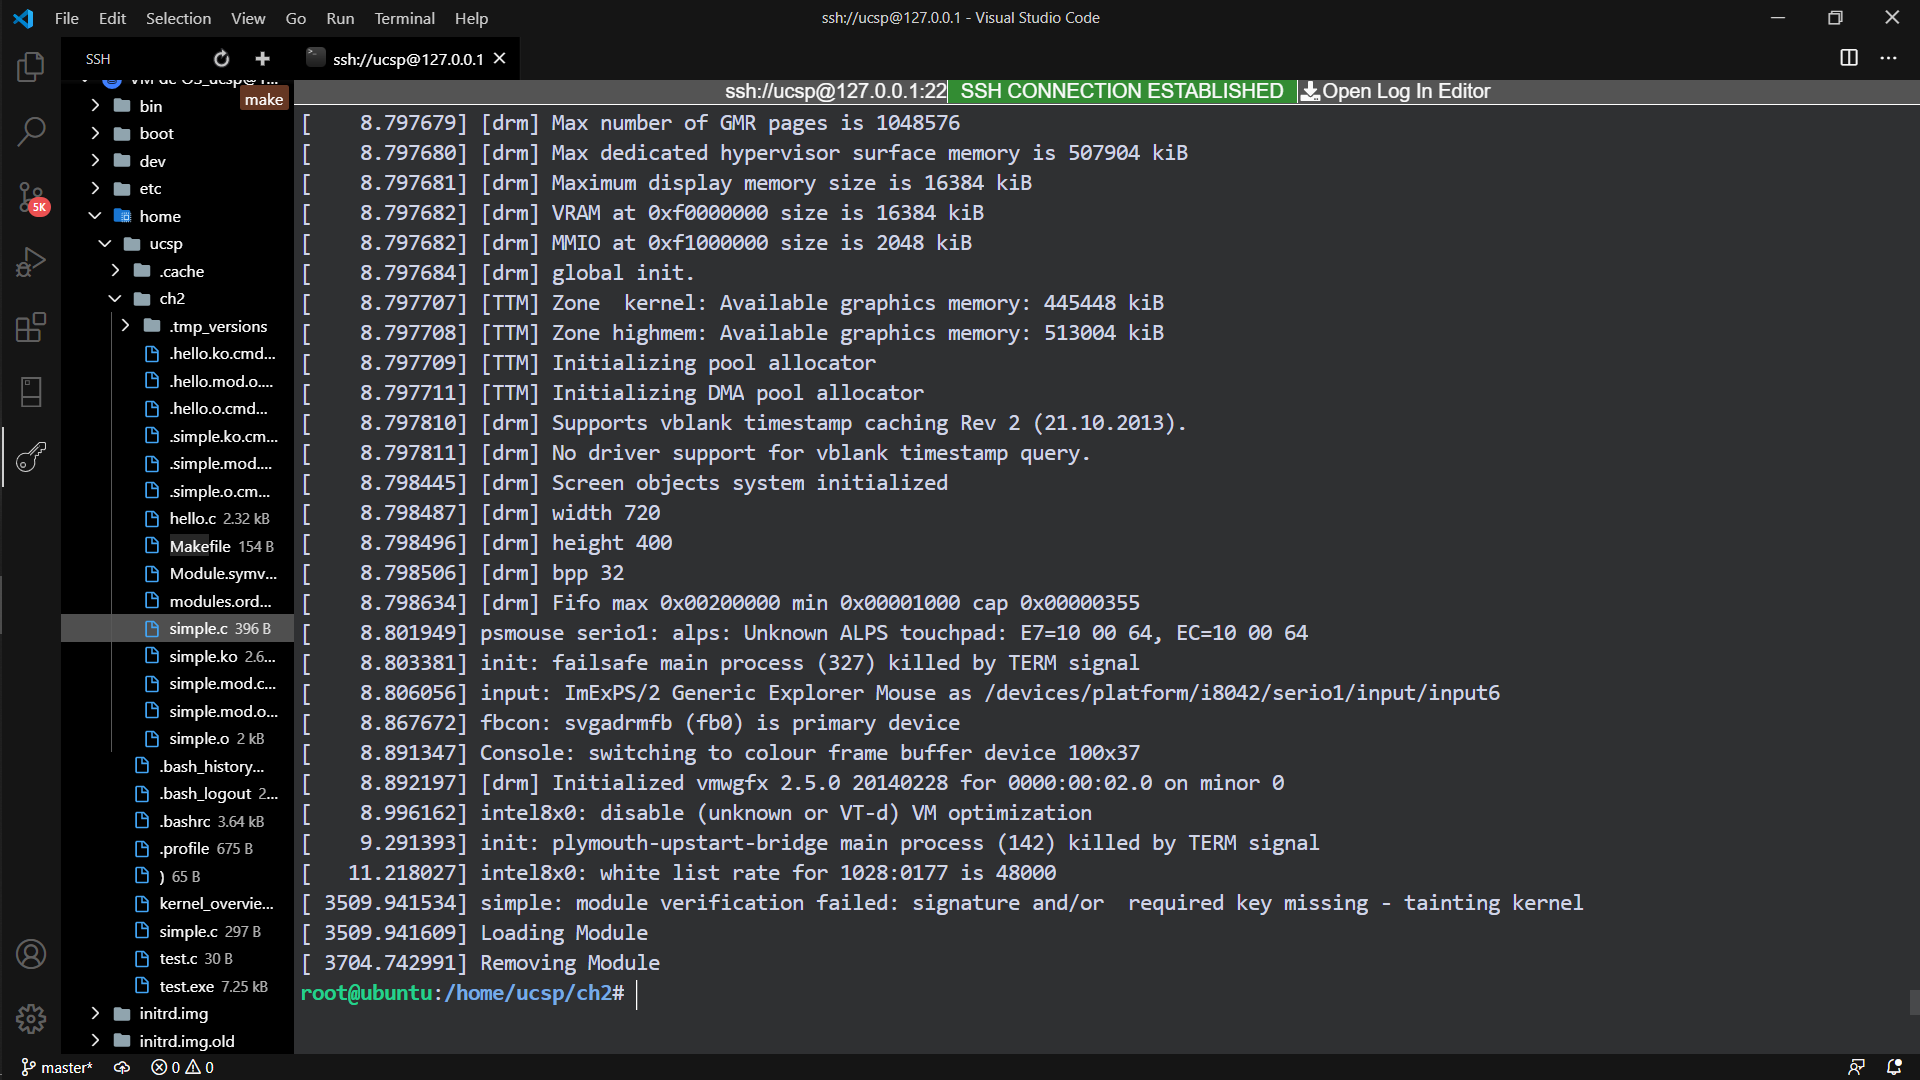 File Edit Selection View Go Run Terminal Help
ssh://ucsp@127.0.0.1 - Visual Studio Code
SSH
ssh://ucsp@127.0.0.1
make
ssh://ucsp@127.0.0.1:22 SSH CONNECTION ESTABLISHED Open Log In Editor
5K
bin
boot
dev
etc
home
ucsp
.cache
ch2
.tmp_versions
.hello.ko.cmd...
.hello.mod.o....
.hello.o.cmd...
.simple.ko.cm...
.simple.mod....
.simple.o.cm...
hello.c 2.32 kB
Makefile 154 B
Module.symv...
modules.ord...
simple.c 396 B
simple.ko 2.6...
simple.mod.c...
simple.mod.o...
simple.o 2 kB
.bash_history...
.bash_logout 2...
.bashrc 3.64 kB
.profile 675 B
) 65 B
kernel_overvie...
simple.c 297 B
test.c 30 B
test.exe 7.25 kB
initrd.img
initrd.img.old
[    8.797679] [drm] Max number of GMR pages is 1048576
[    8.797680] [drm] Max dedicated hypervisor surface memory is 507904 kiB
[    8.797681] [drm] Maximum display memory size is 16384 kiB
[    8.797682] [drm] VRAM at 0xf0000000 size is 16384 kiB
[    8.797682] [drm] MMIO at 0xf1000000 size is 2048 kiB
[    8.797684] [drm] global init.
[    8.797707] [TTM] Zone  kernel: Available graphics memory: 445448 kiB
[    8.797708] [TTM] Zone highmem: Available graphics memory: 513004 kiB
[    8.797709] [TTM] Initializing pool allocator
[    8.797711] [TTM] Initializing DMA pool allocator
[    8.797810] [drm] Supports vblank timestamp caching Rev 2 (21.10.2013).
[    8.797811] [drm] No driver support for vblank timestamp query.
[    8.798445] [drm] Screen objects system initialized
[    8.798487] [drm] width 720
[    8.798496] [drm] height 400
[    8.798506] [drm] bpp 32
[    8.798634] [drm] Fifo max 0x00200000 min 0x00001000 cap 0x00000355
[    8.801949] psmouse serio1: alps: Unknown ALPS touchpad: E7=10 00 64, EC=10 00 64
[    8.803381] init: failsafe main process (327) killed by TERM signal
[    8.806056] input: ImExPS/2 Generic Explorer Mouse as /devices/platform/i8042/serio1/input/input6
[    8.867672] fbcon: svgadrmfb (fb0) is primary device
[    8.891347] Console: switching to colour frame buffer device 100x37
[    8.892197] [drm] Initialized vmwgfx 2.5.0 20140228 for 0000:00:02.0 on minor 0
[    8.996162] intel8x0: disable (unknown or VT-d) VM optimization
[    9.291393] init: plymouth-upstart-bridge main process (142) killed by TERM signal
[   11.218027] intel8x0: white list rate for 1028:0177 is 48000
[ 3509.941534] simple: module verification failed: signature and/or  required key missing - tainting kernel
[ 3509.941609] Loading Module
[ 3704.742991] Removing Module
root@ubuntu:/home/ucsp/ch2#
master* 0 0